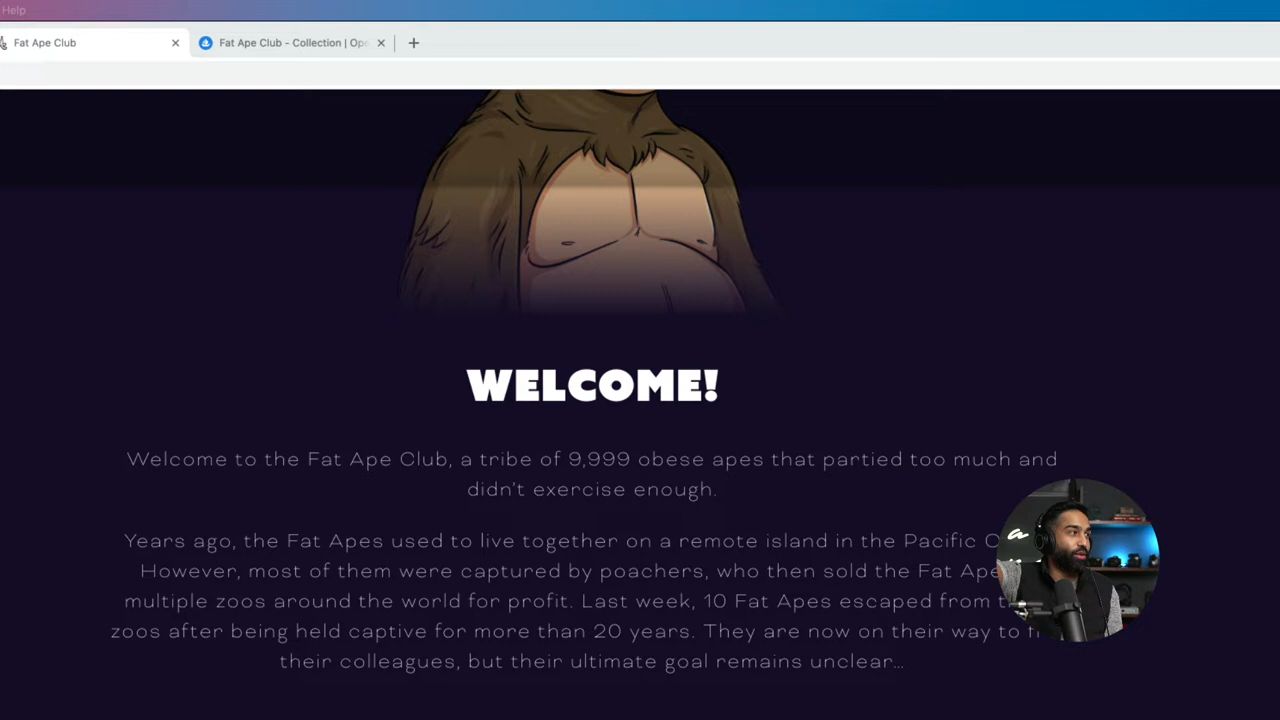 Help
Fat Ape Club
Fat Ape Club - Collection | Ope
WELCOME!
Welcome to the Fat Ape Club, a tribe of 9,999 obese apes that partied too much and
didn't exercise enough.
Years ago, the Fat Apes used to live together on a remote island in the Pacific
However, most of them were captured by poachers, who then sold the Fat Ape
multiple zoos around the world for profit. Last week, 10 Fat Apes escaped from
zoos after being held captive for more than 20 years. They are now on their way to
their colleagues, but their ultimate goal remains unclear...